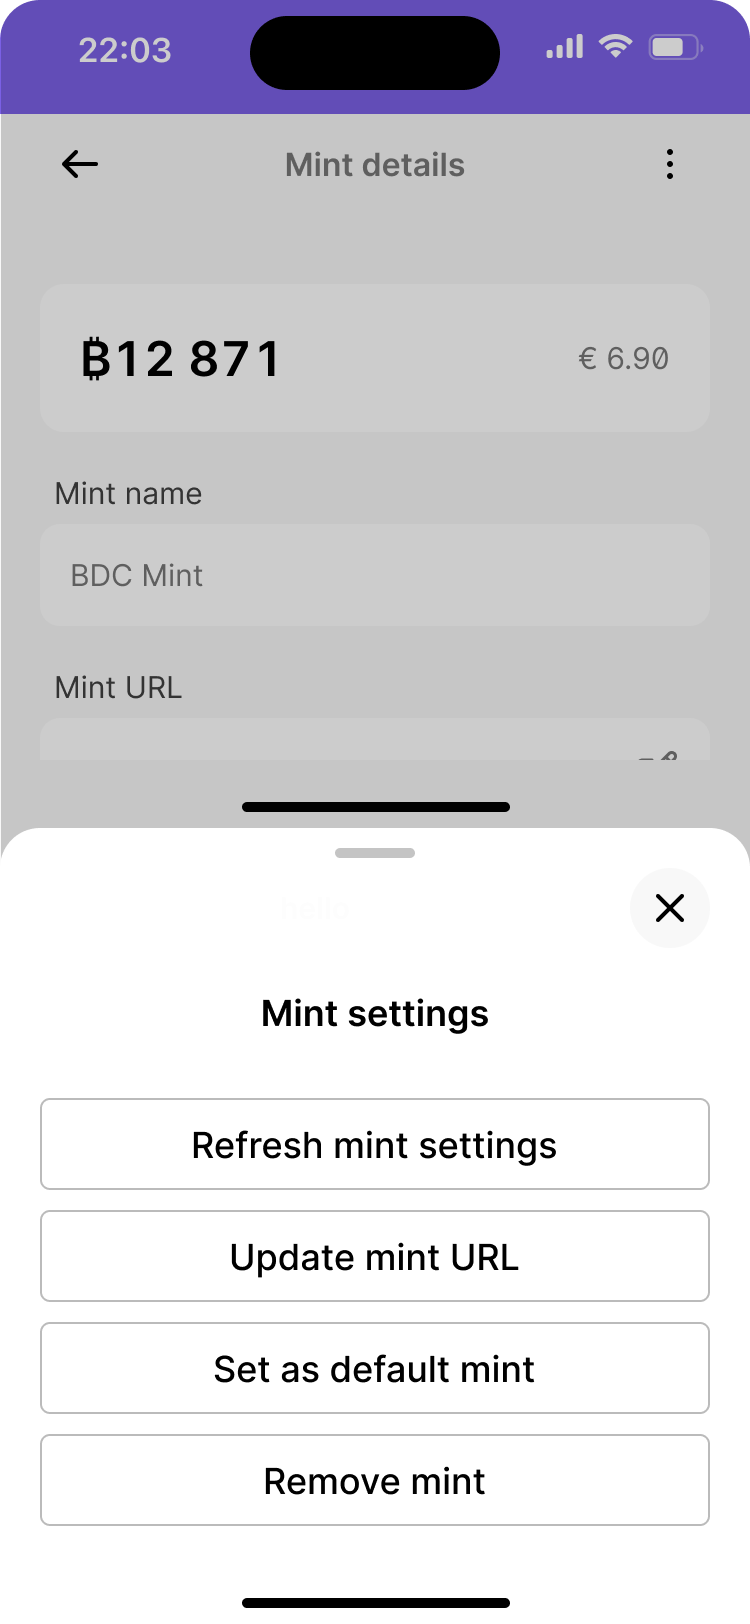 22:03
Mint details
₿12 871
€ 6.90
Mint name
BDC Mint
Mint URL
hello
Mint settings
Refresh mint settings
Update mint URL
Set as default mint
Remove mint